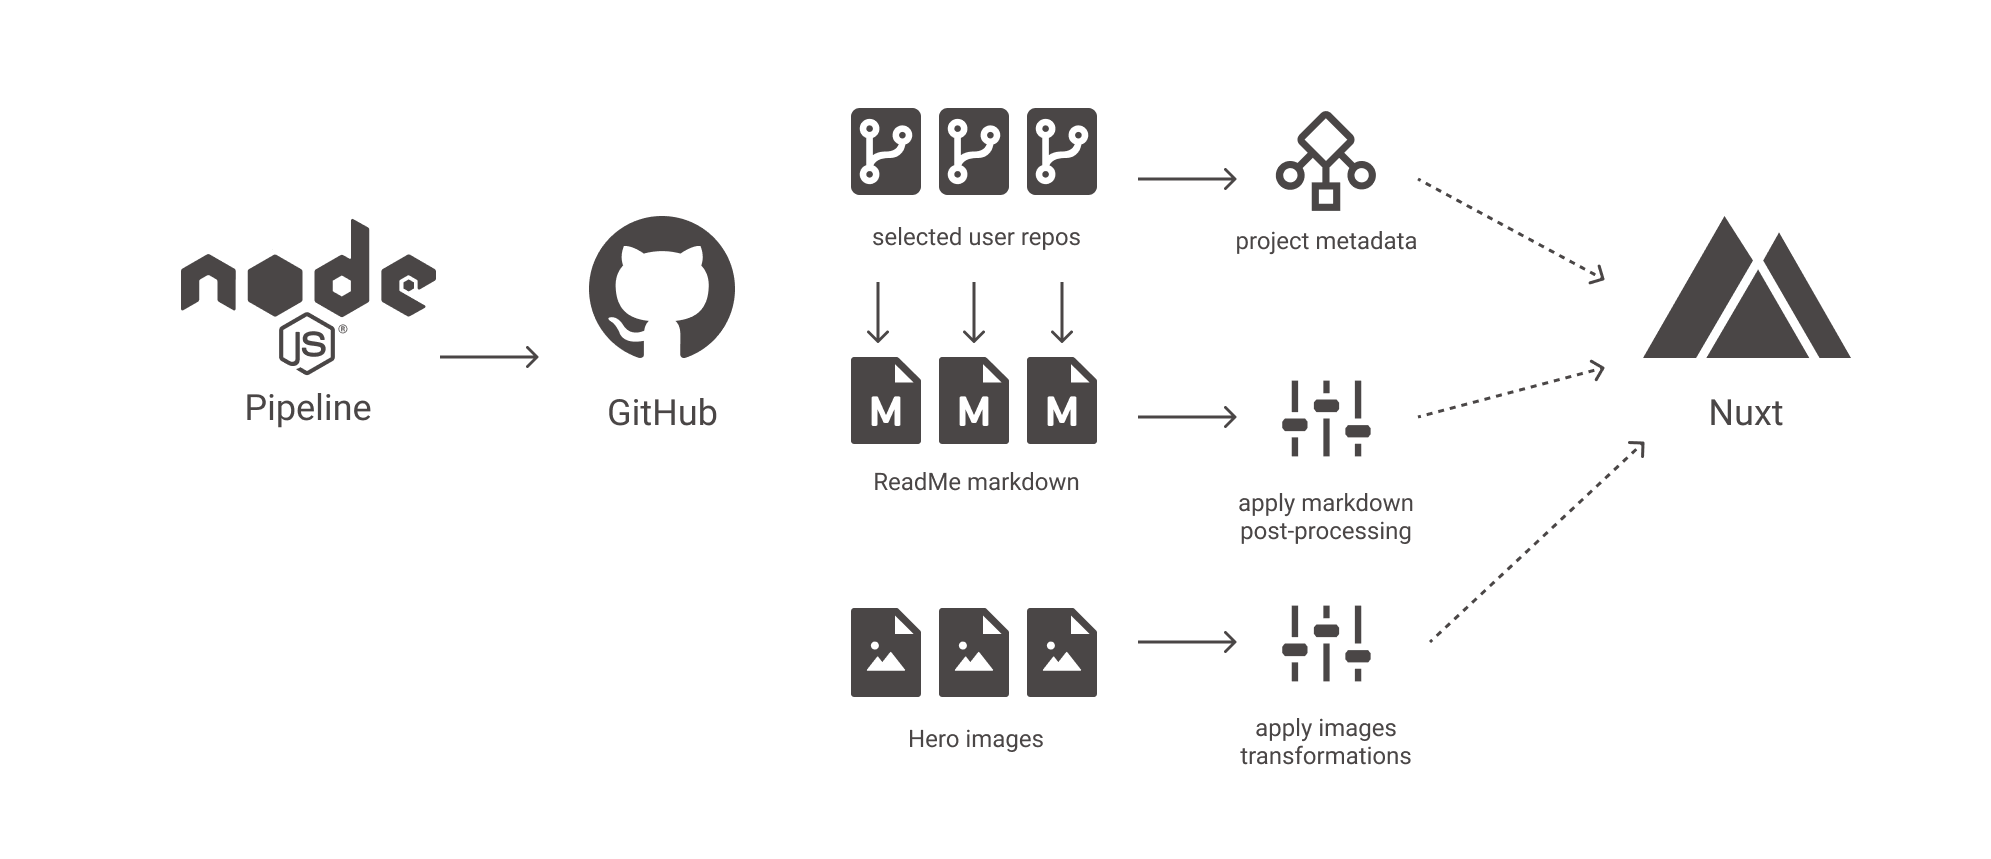 node
JS®
Pipeline
GitHub
selected user repos
project metadata
M M M
ReadMe markdown
apply markdown
post-processing
Hero images
apply images
transformations
Nuxt